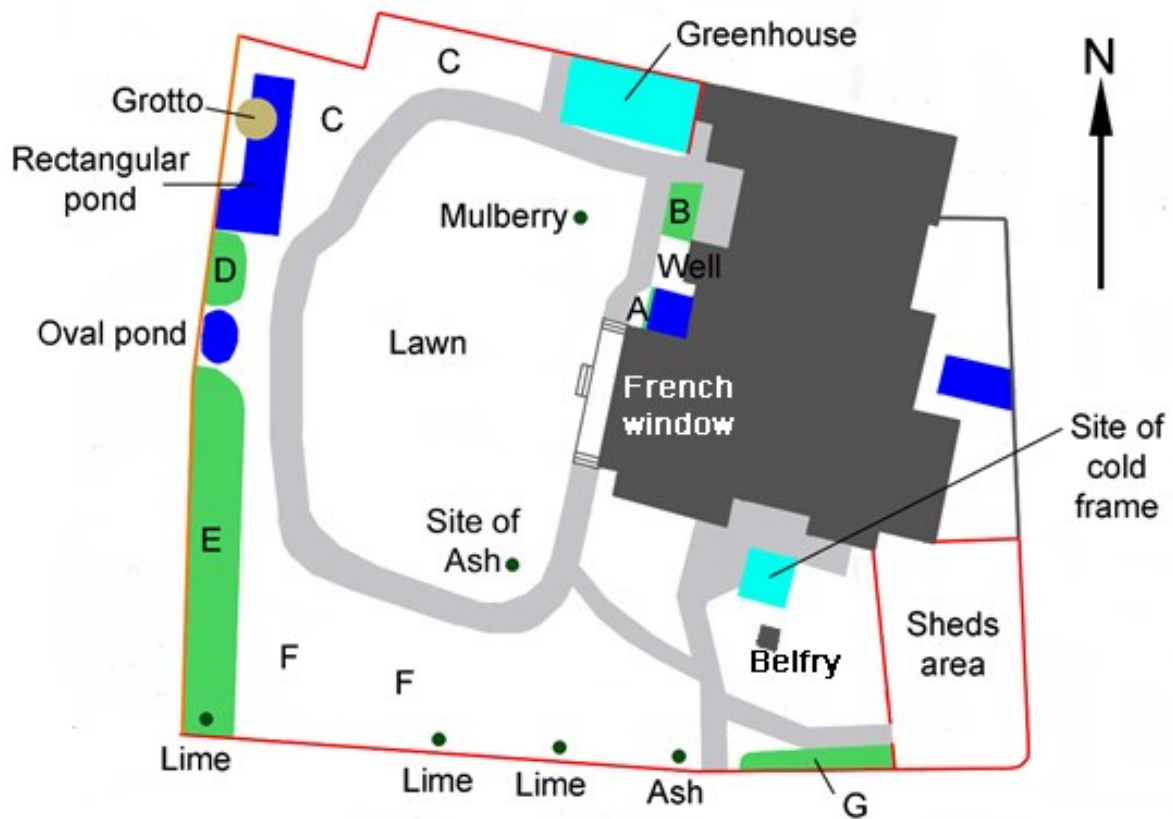 Greenhouse
N
C
Grotto
C
Rectangular
pond
Mulberry
B
D
Well
A
Oval pond
Lawn
French
window
Site of
cold
frame
Site of
Ash
E
Sheds
area
F
Belfry
F
Lime
Lime
Lime
Ash
G